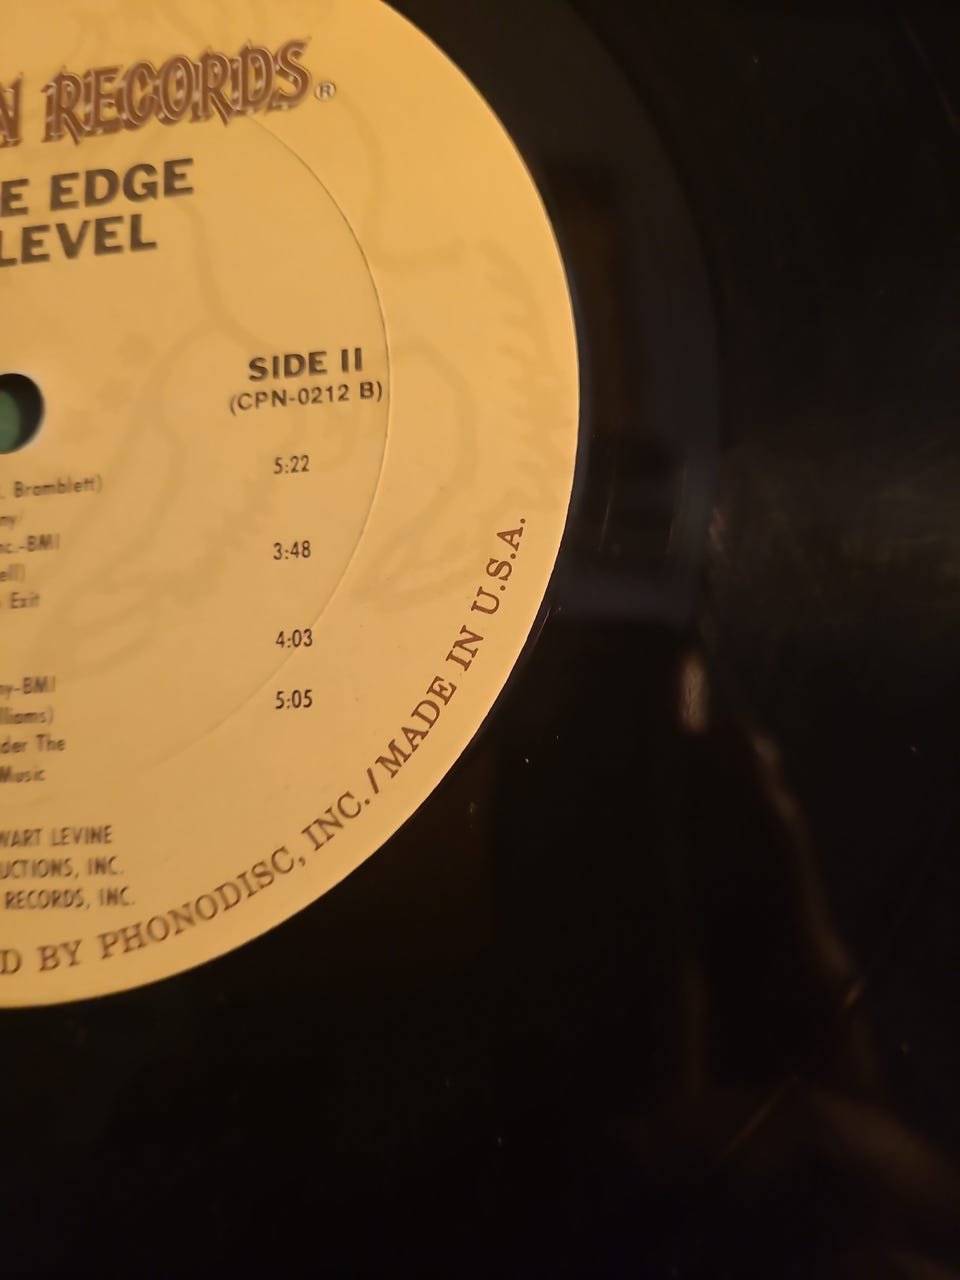 RECORDS®
E EDGE
LEVEL
SIDE II
(CPN-0212 B)
5:22
. Bramblett)
ny/
nc.-BMI
3:48
ell)
Exit
4:03
ny-BMI
5:05
lliams)
der The
Music
WART LEVINE
UCTIONS, INC.
RECORDS, INC.
D BY PHONODISC, INC. / MADE IN U.S.A.